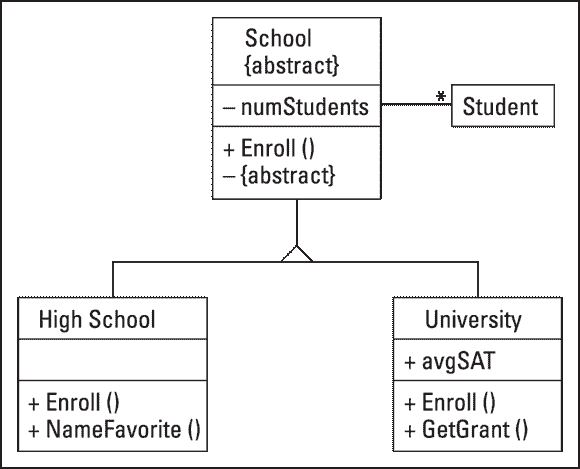 School
{abstract}
– numStudents
* Student
+ Enroll ()
– {abstract}
High School
+ Enroll ()
+ NameFavorite ()
University
+ avgSAT
+ Enroll ()
+ GetGrant ()